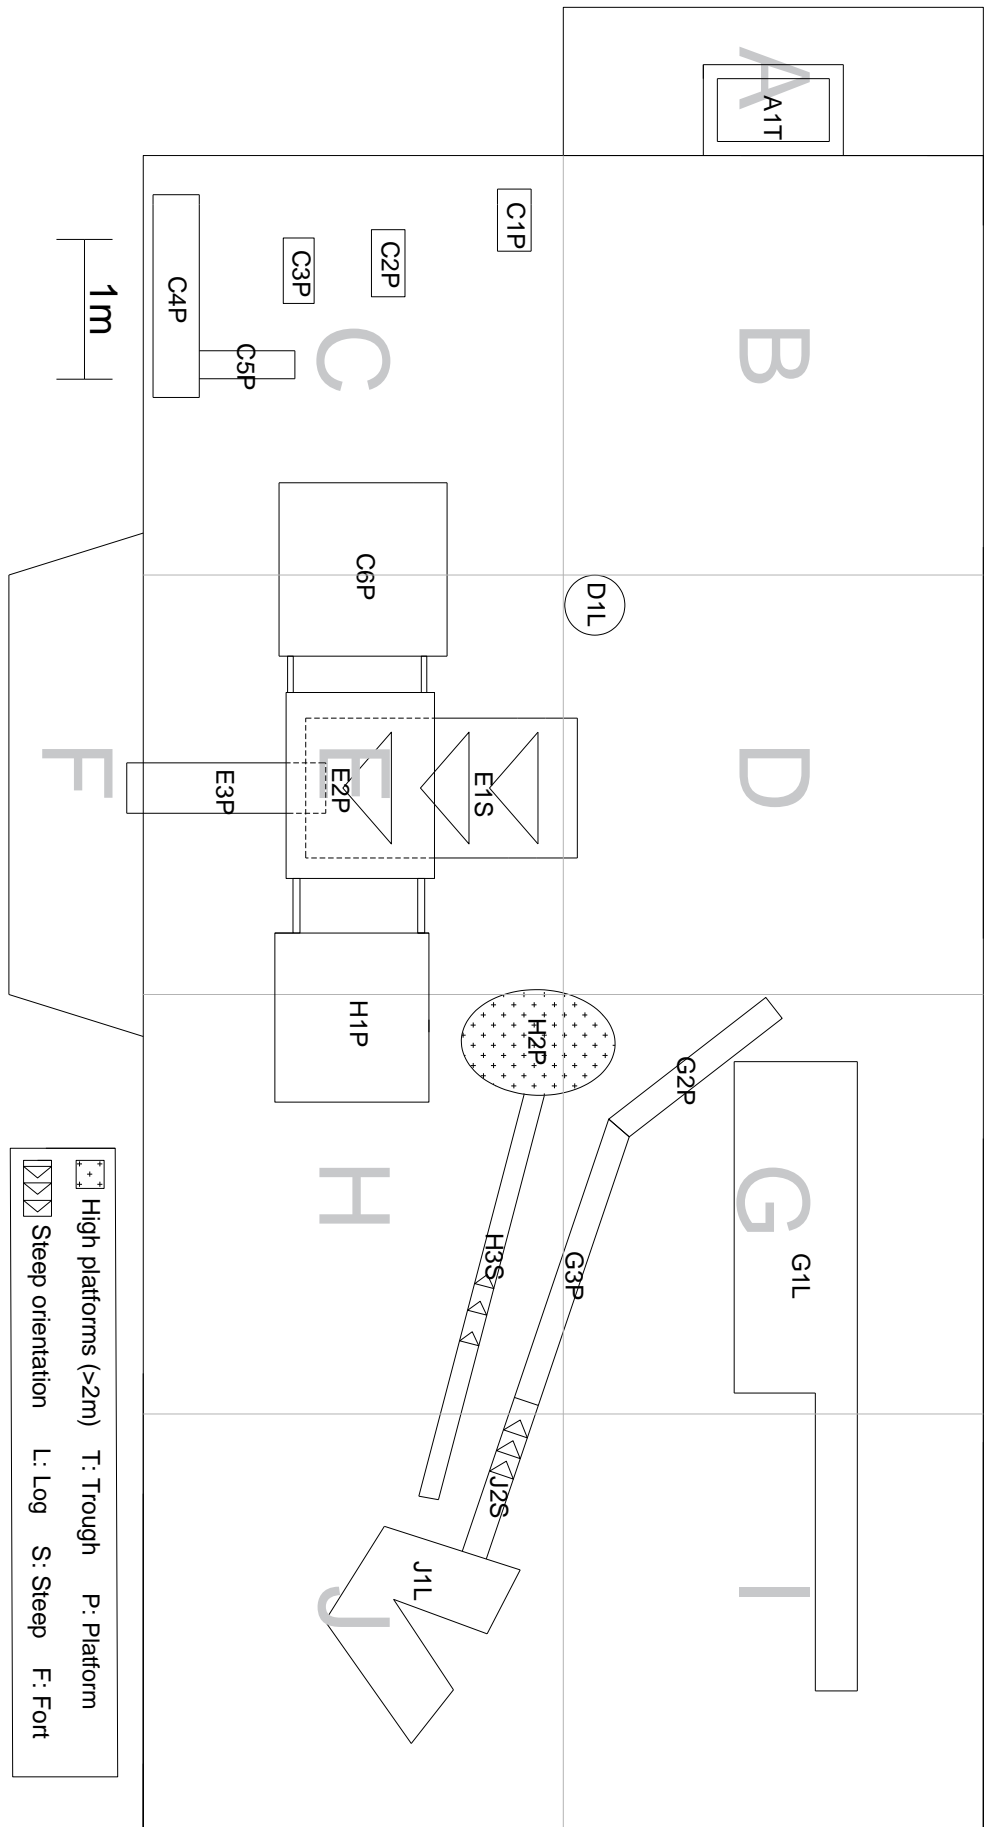 A
A1T
B
C
C1P
C2P
C3P
C4P
C5P
C6P
1m
D
D1L
E
E1S
E2P
E3P
F
G
G1L
G2P
G3P
H
H1P
H2P
H3S
I
J
J1L
J2S
High platforms (>2m) T: Trough P: Platform
Steep orientation L: Log S: Steep F: Fort